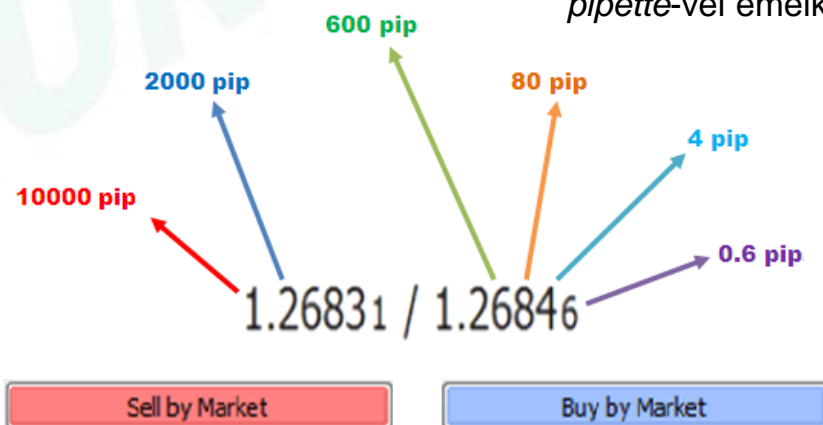 pipette-vel emelk
600 pip
2000 pip
80 pip
4 pip
10000 pip
0.6 pip
1.26831 / 1.26846
Sell by Market
Buy by Market